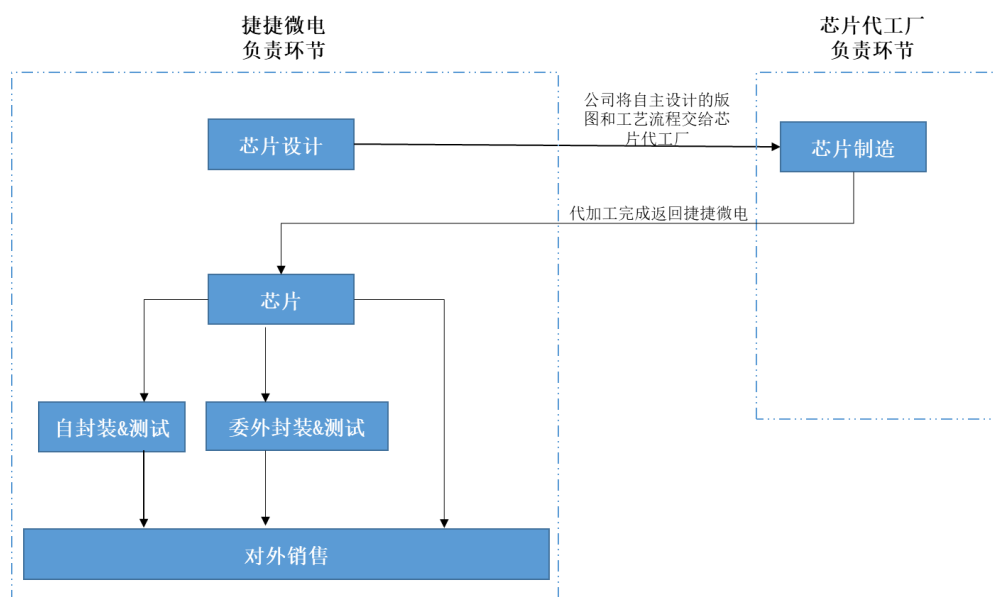 捷捷微电
负责环节
芯片代工厂
负责环节
公司将自主设计的版
图和工艺流程交给芯
片代工厂
芯片设计
芯片制造
代加工完成返回捷捷微电
芯片
自封装&测试
委外封装&测试
对外销售